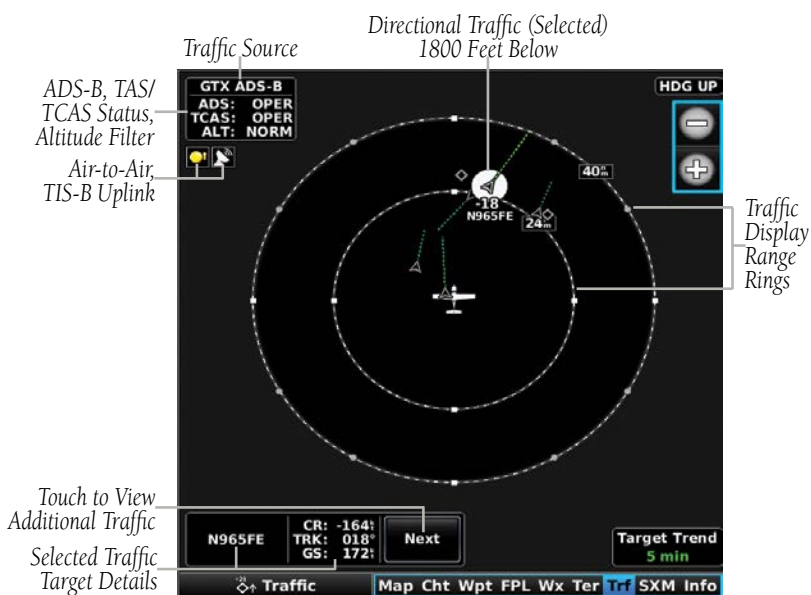 Directional Traffic (Selected)
1800 Feet Below
Traffic Source
ADS-B, TAS/
TCAS Status,
Altitude Filter
Air-to-Air,
TIS-B Uplink
GTX ADS-B
ADS: OPER
TCAS: OPER
ALT: NORM
HDG UP
40nm
-18
N965FE
24nm
Traffic
Display
Range
Rings
Touch to View
Additional Traffic
Selected Traffic
Target Details
N965FE
CR: -164kt
TRK: 018°
GS: 172kt
Next
Target Trend
5 min
Traffic
Map Cht Wpt FPL Wx Ter Trf SXM Info